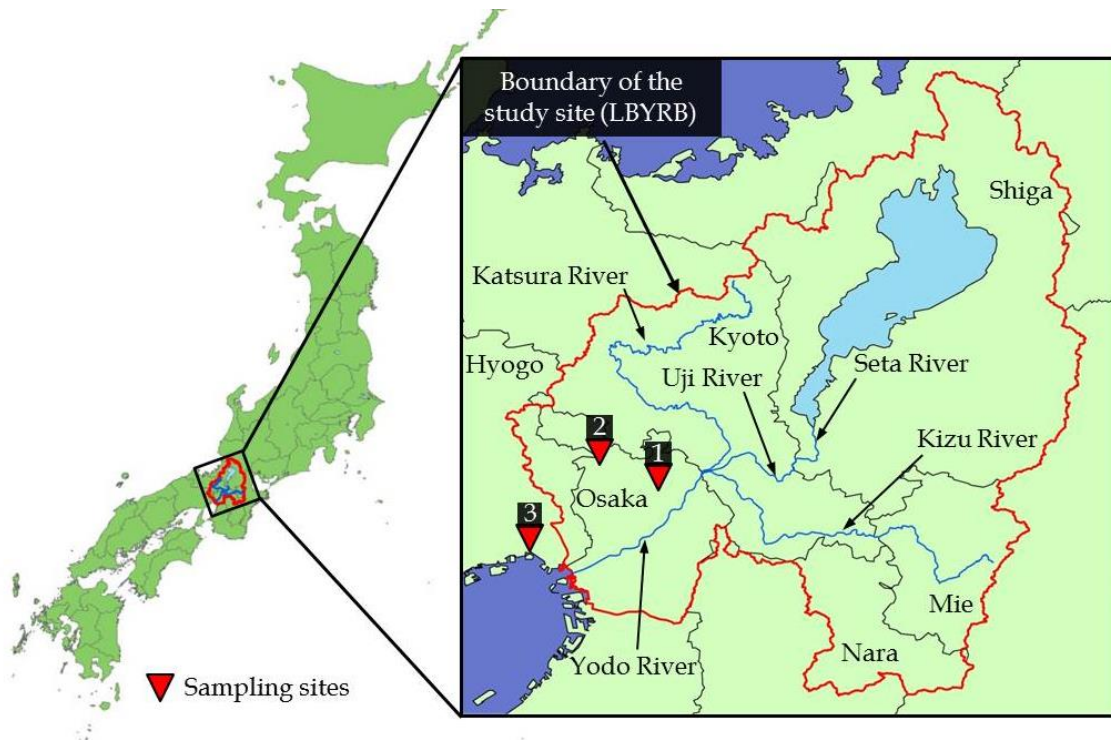 Boundary of the
study site (LBYRB)
Shiga
Katsura River
Kyoto
Hyogo
Uji River
Seta River
2
1
Kizu River
Osaka
3
Mie
Yodo River
Nara
Sampling sites